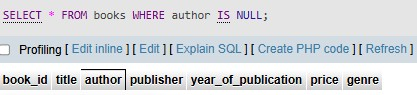 SELECT * FROM books WHERE author IS NULL;
Profiling [ Edit inline ] [ Edit ] [ Explain SQL ] [ Create PHP code ] [ Refresh ]
book_id title author publisher year_of_publication price genre